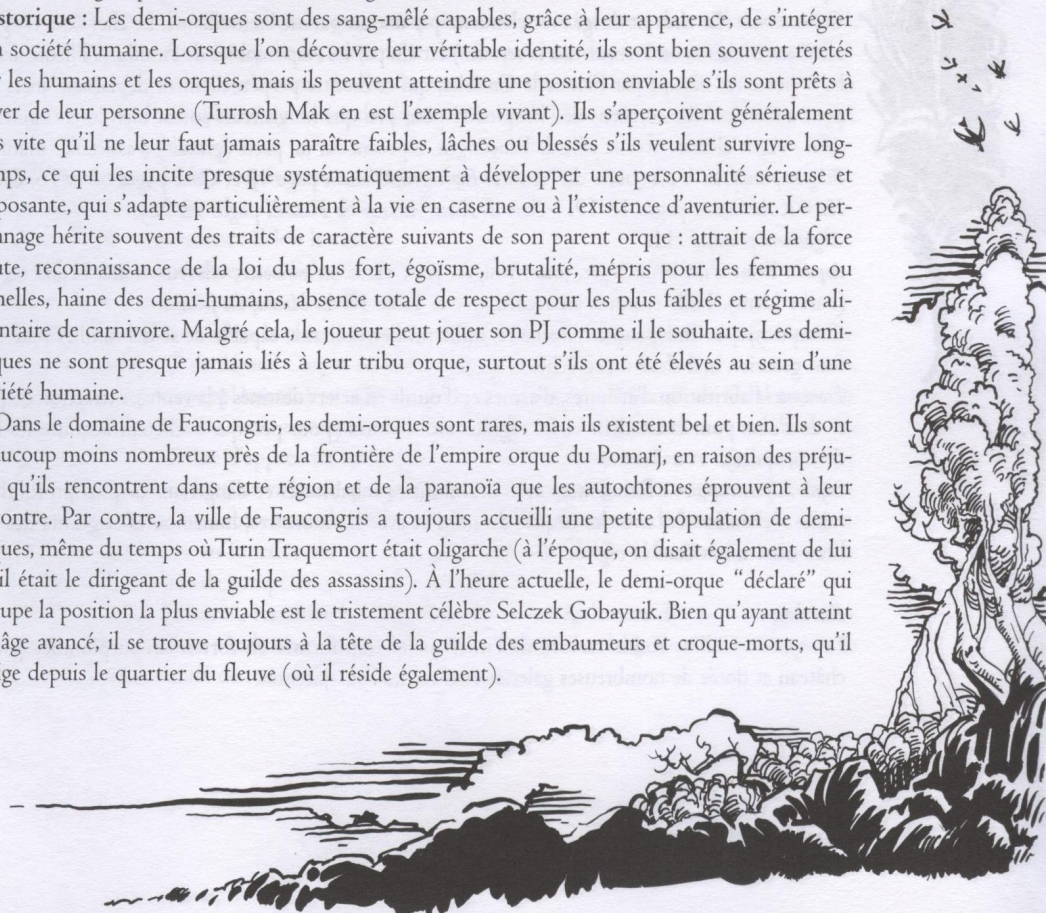 storique : Les demi-orques sont des sang-mêlé capables, grâce à leur apparence, de s'intégrer
société humaine. Lorsque l'on découvre leur véritable identité, ils sont bien souvent rejetés
les humains et les orques, mais ils peuvent atteindre une position enviable s'ils sont prêts à
er de leur personne (Turrosh Mak en est l'exemple vivant). Ils s'aperçoivent généralement
s vite qu'il ne leur faut jamais paraître faibles, lâches ou blessés s'ils veulent survivre long-
nps, ce qui les incite presque systématiquement à développer une personnalité sérieuse et
posante, qui s'adapte particulièrement à la vie en caserne ou à l'existence d'aventurier. Le per-
nnage hérite souvent des traits de caractère suivants de son parent orque : attrait de la force
ute, reconnaissance de la loi du plus fort, égoïsme, brutalité, mépris pour les femmes ou
nelles, haine des demi-humains, absence totale de respect pour les plus faibles et régime ali-
entaire de carnivore. Malgré cela, le joueur peut jouer son PJ comme il le souhaite. Les demi-
ques ne sont presque jamais liés à leur tribu orque, surtout s'ils ont été élevés au sein d'une
iété humaine.
Dans le domaine de Faucongris, les demi-orques sont rares, mais ils existent bel et bien. Ils sont
ucoup moins nombreux près de la frontière de l'empire orque du Pomarj, en raison des préju-
qu'ils rencontrent dans cette région et de la paranoïa que les autochtones éprouvent à leur
contre. Par contre, la ville de Faucongris a toujours accueilli une petite population de demi-
ques, même du temps où Turin Traquemort était oligarche (à l'époque, on disait également de lui
'il était le dirigeant de la guilde des assassins). À l'heure actuelle, le demi-orque “déclaré” qui
upe la position la plus enviable est le tristement célèbre Selczek Gobayuik. Bien qu'ayant atteint
âge avancé, il se trouve toujours à la tête de la guilde des embaumeurs et croque-morts, qu'il
ige depuis le quartier du fleuve (où il réside également).